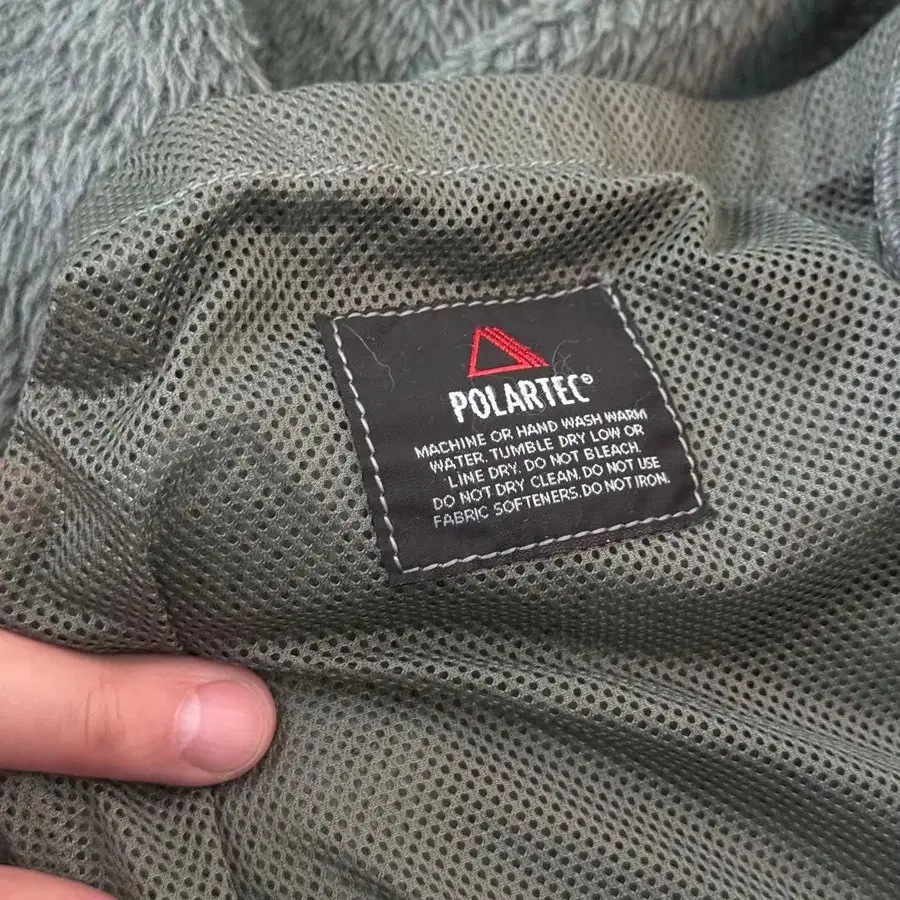 POLARTEC®
MACHINE OR HAND WASH WARM
WATER. TUMBLE DRY LOW OR
LINE DRY. DO NOT BLEACH.
DO NOT DRY CLEAN. DO NOT USE
FABRIC SOFTENERS. DO NOT IRON.